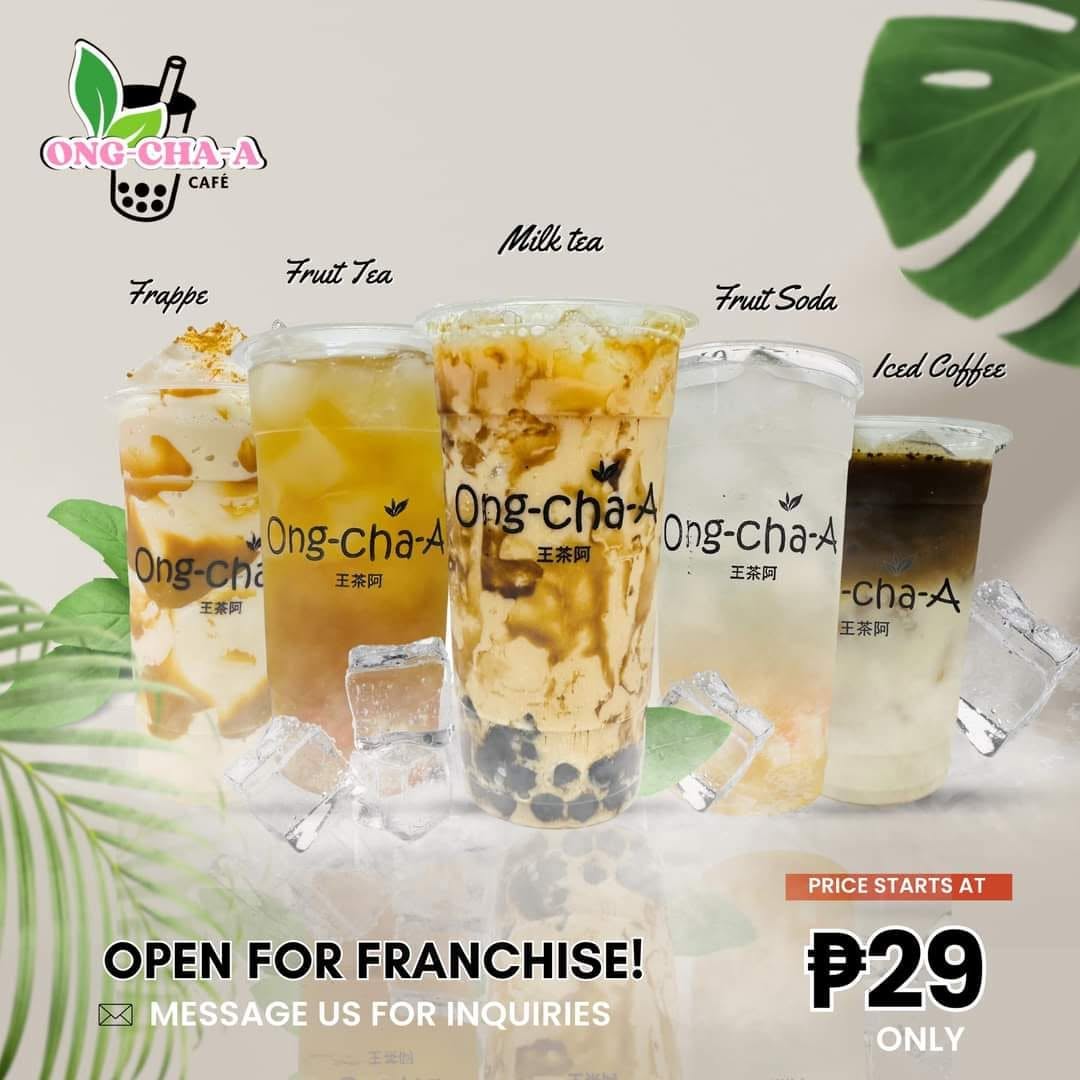 ONG-CHA-A
CAFÉ
Milk tea
Fruit Tea
Frappe
Fruit Soda
Iced Coffee
Ong-cha
王茶阿
Ong-cha-A
王茶阿
Ong-cha-A
王茶阿
Ong-cha-A
王茶阿
-cha-A
王茶阿
PRICE STARTS AT
₱29
ONLY
OPEN FOR FRANCHISE!
MESSAGE US FOR INQUIRIES